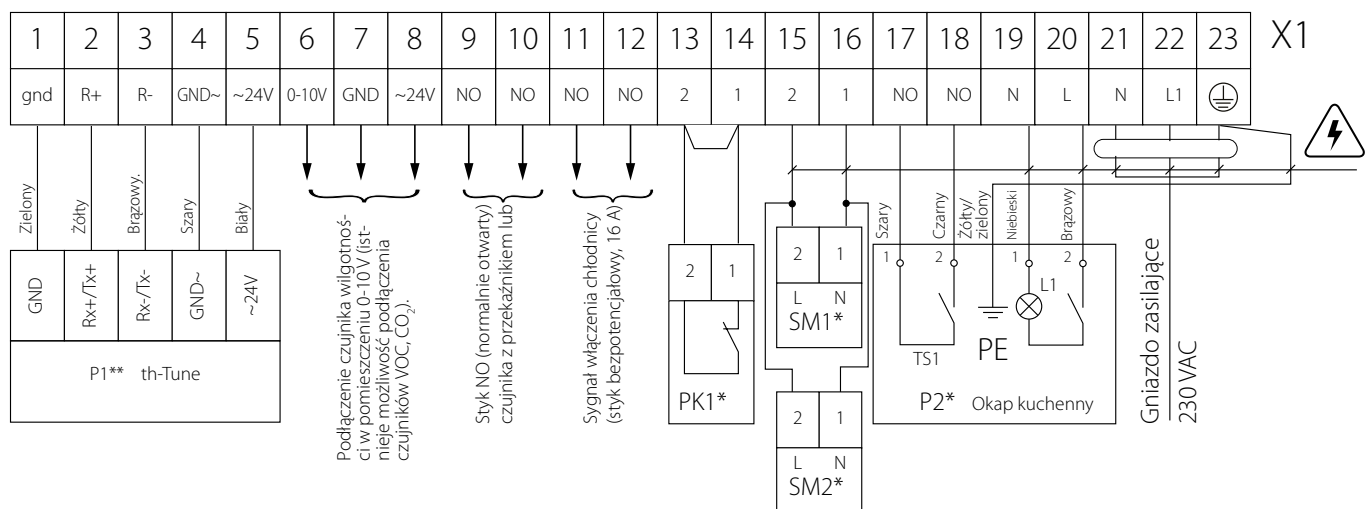 1 2 3 4 5 6 7 8 9 10 11 12 13 14 15 16 17 18 19 20 21 22 23 X1
gnd R+ R- GND~ ~24V 0-10V GND ~24V NO NO NO NO 2 1 2 1 NO NO N L N L1
Zielony
Żółty
Brązowy.
Szary
Biały
GND
Rx+/Tx+
Rx-/Tx-
GND~
~24V
P1** th-Tune
Podłączenie czujnika wilgotnoś-
ci w pomieszczeniu 0-10 V (ist-
nieje możliwość podłączenia
czujników VOC, CO₂).
Styk NO (normalnie otwarty)
czujnika z przekaźnikiem lub
Sygnał włączenia chłodnicy
(styk bezpotencjałowy, 16 A)
2 1
PK1*
2 1
L N
SM1*
2 1
L N
SM2*
Szary
Czarny
Żółty/
zielony
Niebieski
Brązowy
1 2 1 2
L1
TS1
PE
P2* Okap kuchenny
Gniazdo zasilające
230 VAC